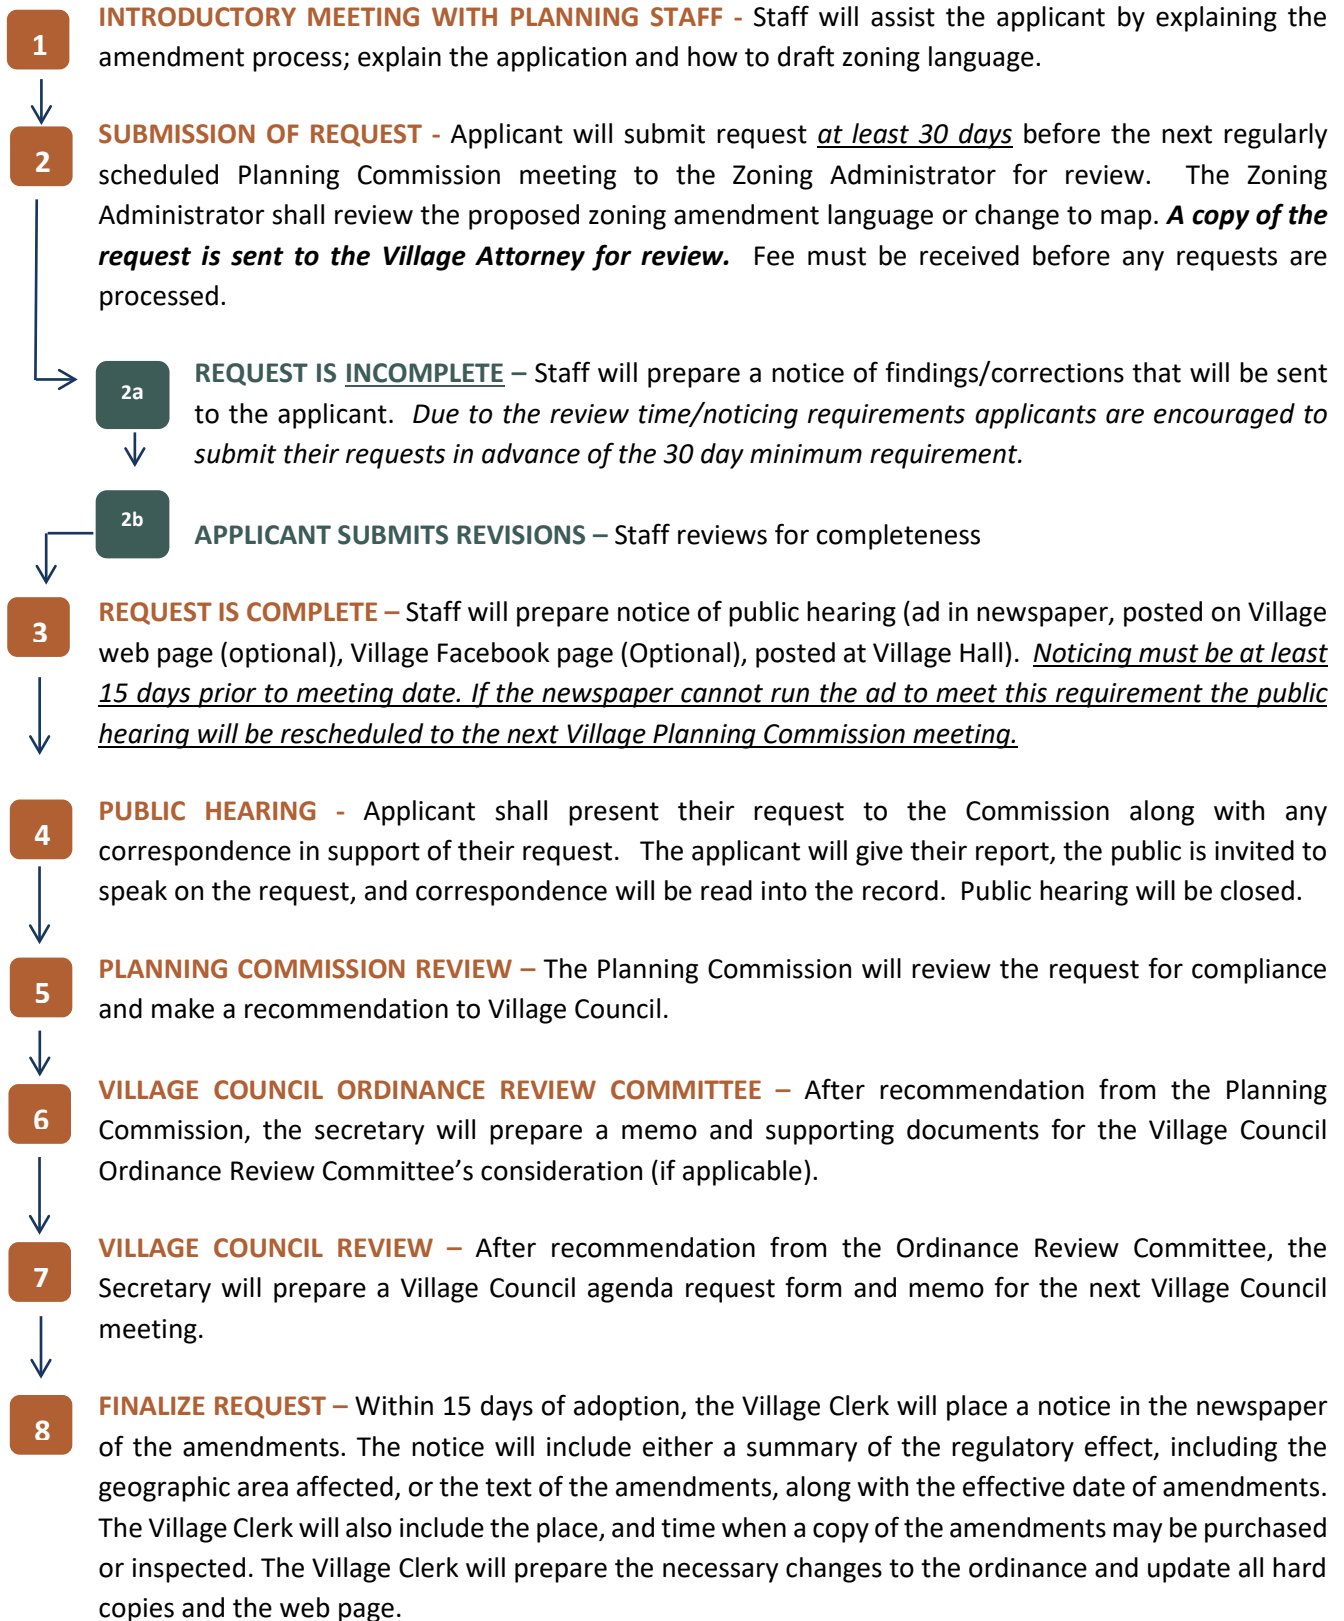 1
INTRODUCTORY MEETING WITH PLANNING STAFF - Staff will assist the applicant by explaining the
amendment process; explain the application and how to draft zoning language.
2
SUBMISSION OF REQUEST - Applicant will submit request at least 30 days before the next regularly
scheduled Planning Commission meeting to the Zoning Administrator for review. The Zoning
Administrator shall review the proposed zoning amendment language or change to map. A copy of the
request is sent to the Village Attorney for review. Fee must be received before any requests are
processed.
2a
REQUEST IS INCOMPLETE – Staff will prepare a notice of findings/corrections that will be sent
to the applicant. Due to the review time/noticing requirements applicants are encouraged to
submit their requests in advance of the 30 day minimum requirement.
2b
APPLICANT SUBMITS REVISIONS – Staff reviews for completeness
3
REQUEST IS COMPLETE – Staff will prepare notice of public hearing (ad in newspaper, posted on Village
web page (optional), Village Facebook page (Optional), posted at Village Hall). Noticing must be at least
15 days prior to meeting date. If the newspaper cannot run the ad to meet this requirement the public
hearing will be rescheduled to the next Village Planning Commission meeting.
4
PUBLIC HEARING - Applicant shall present their request to the Commission along with any
correspondence in support of their request. The applicant will give their report, the public is invited to
speak on the request, and correspondence will be read into the record. Public hearing will be closed.
5
PLANNING COMMISSION REVIEW – The Planning Commission will review the request for compliance
and make a recommendation to Village Council.
6
VILLAGE COUNCIL ORDINANCE REVIEW COMMITTEE – After recommendation from the Planning
Commission, the secretary will prepare a memo and supporting documents for the Village Council
Ordinance Review Committee’s consideration (if applicable).
7
VILLAGE COUNCIL REVIEW – After recommendation from the Ordinance Review Committee, the
Secretary will prepare a Village Council agenda request form and memo for the next Village Council
meeting.
8
FINALIZE REQUEST – Within 15 days of adoption, the Village Clerk will place a notice in the newspaper
of the amendments. The notice will include either a summary of the regulatory effect, including the
geographic area affected, or the text of the amendments, along with the effective date of amendments.
The Village Clerk will also include the place, and time when a copy of the amendments may be purchased
or inspected. The Village Clerk will prepare the necessary changes to the ordinance and update all hard
copies and the web page.